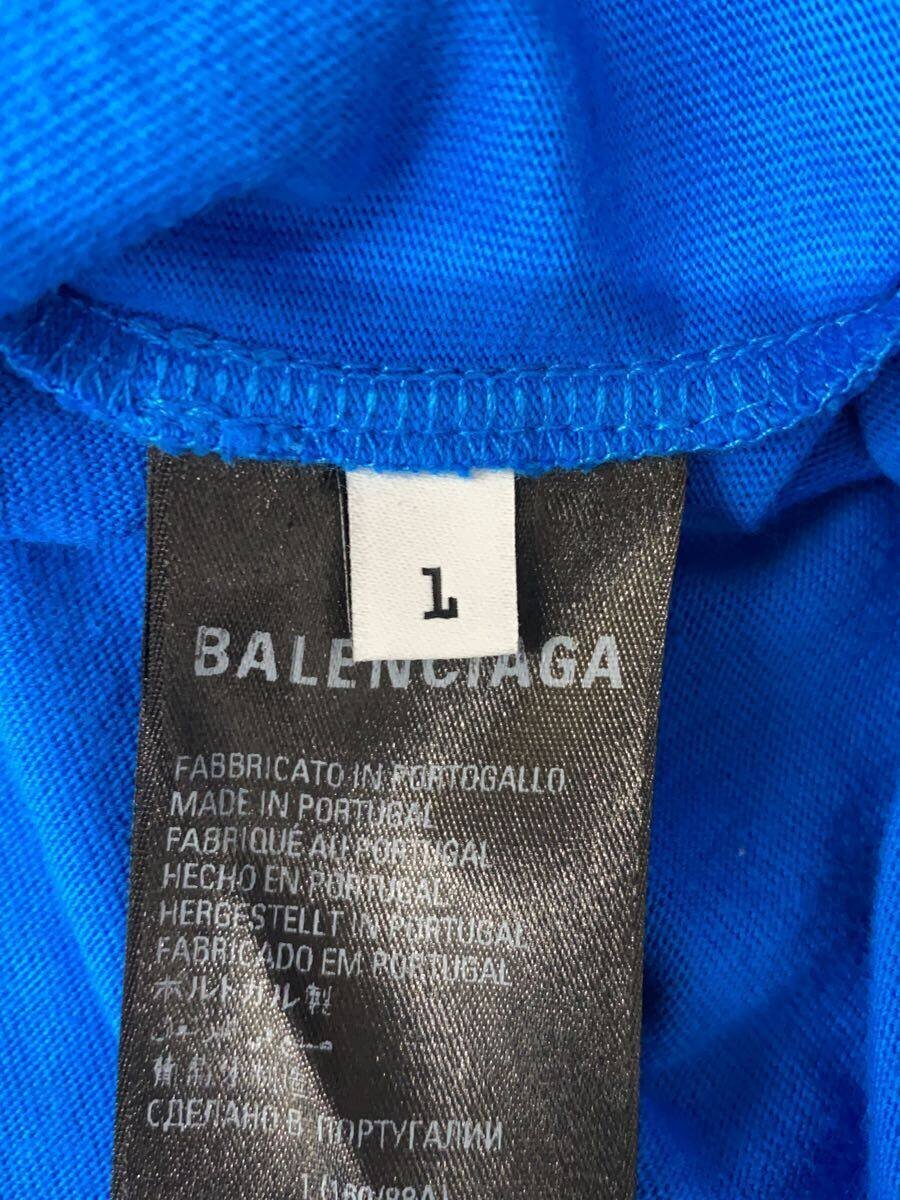 L
BALENCIAGA
FABBRICATO IN PORTOGALLO
MADE IN PORTUGAL
FABRIQUÉ AU PORTUGAL
HECHO EN PORTUGAL
HERGESTELLT IN PORTUGAL
FABRICADO EM PORTUGAL
ポルトガル製
СДЕЛАНО В ПОРТУГАЛИИ